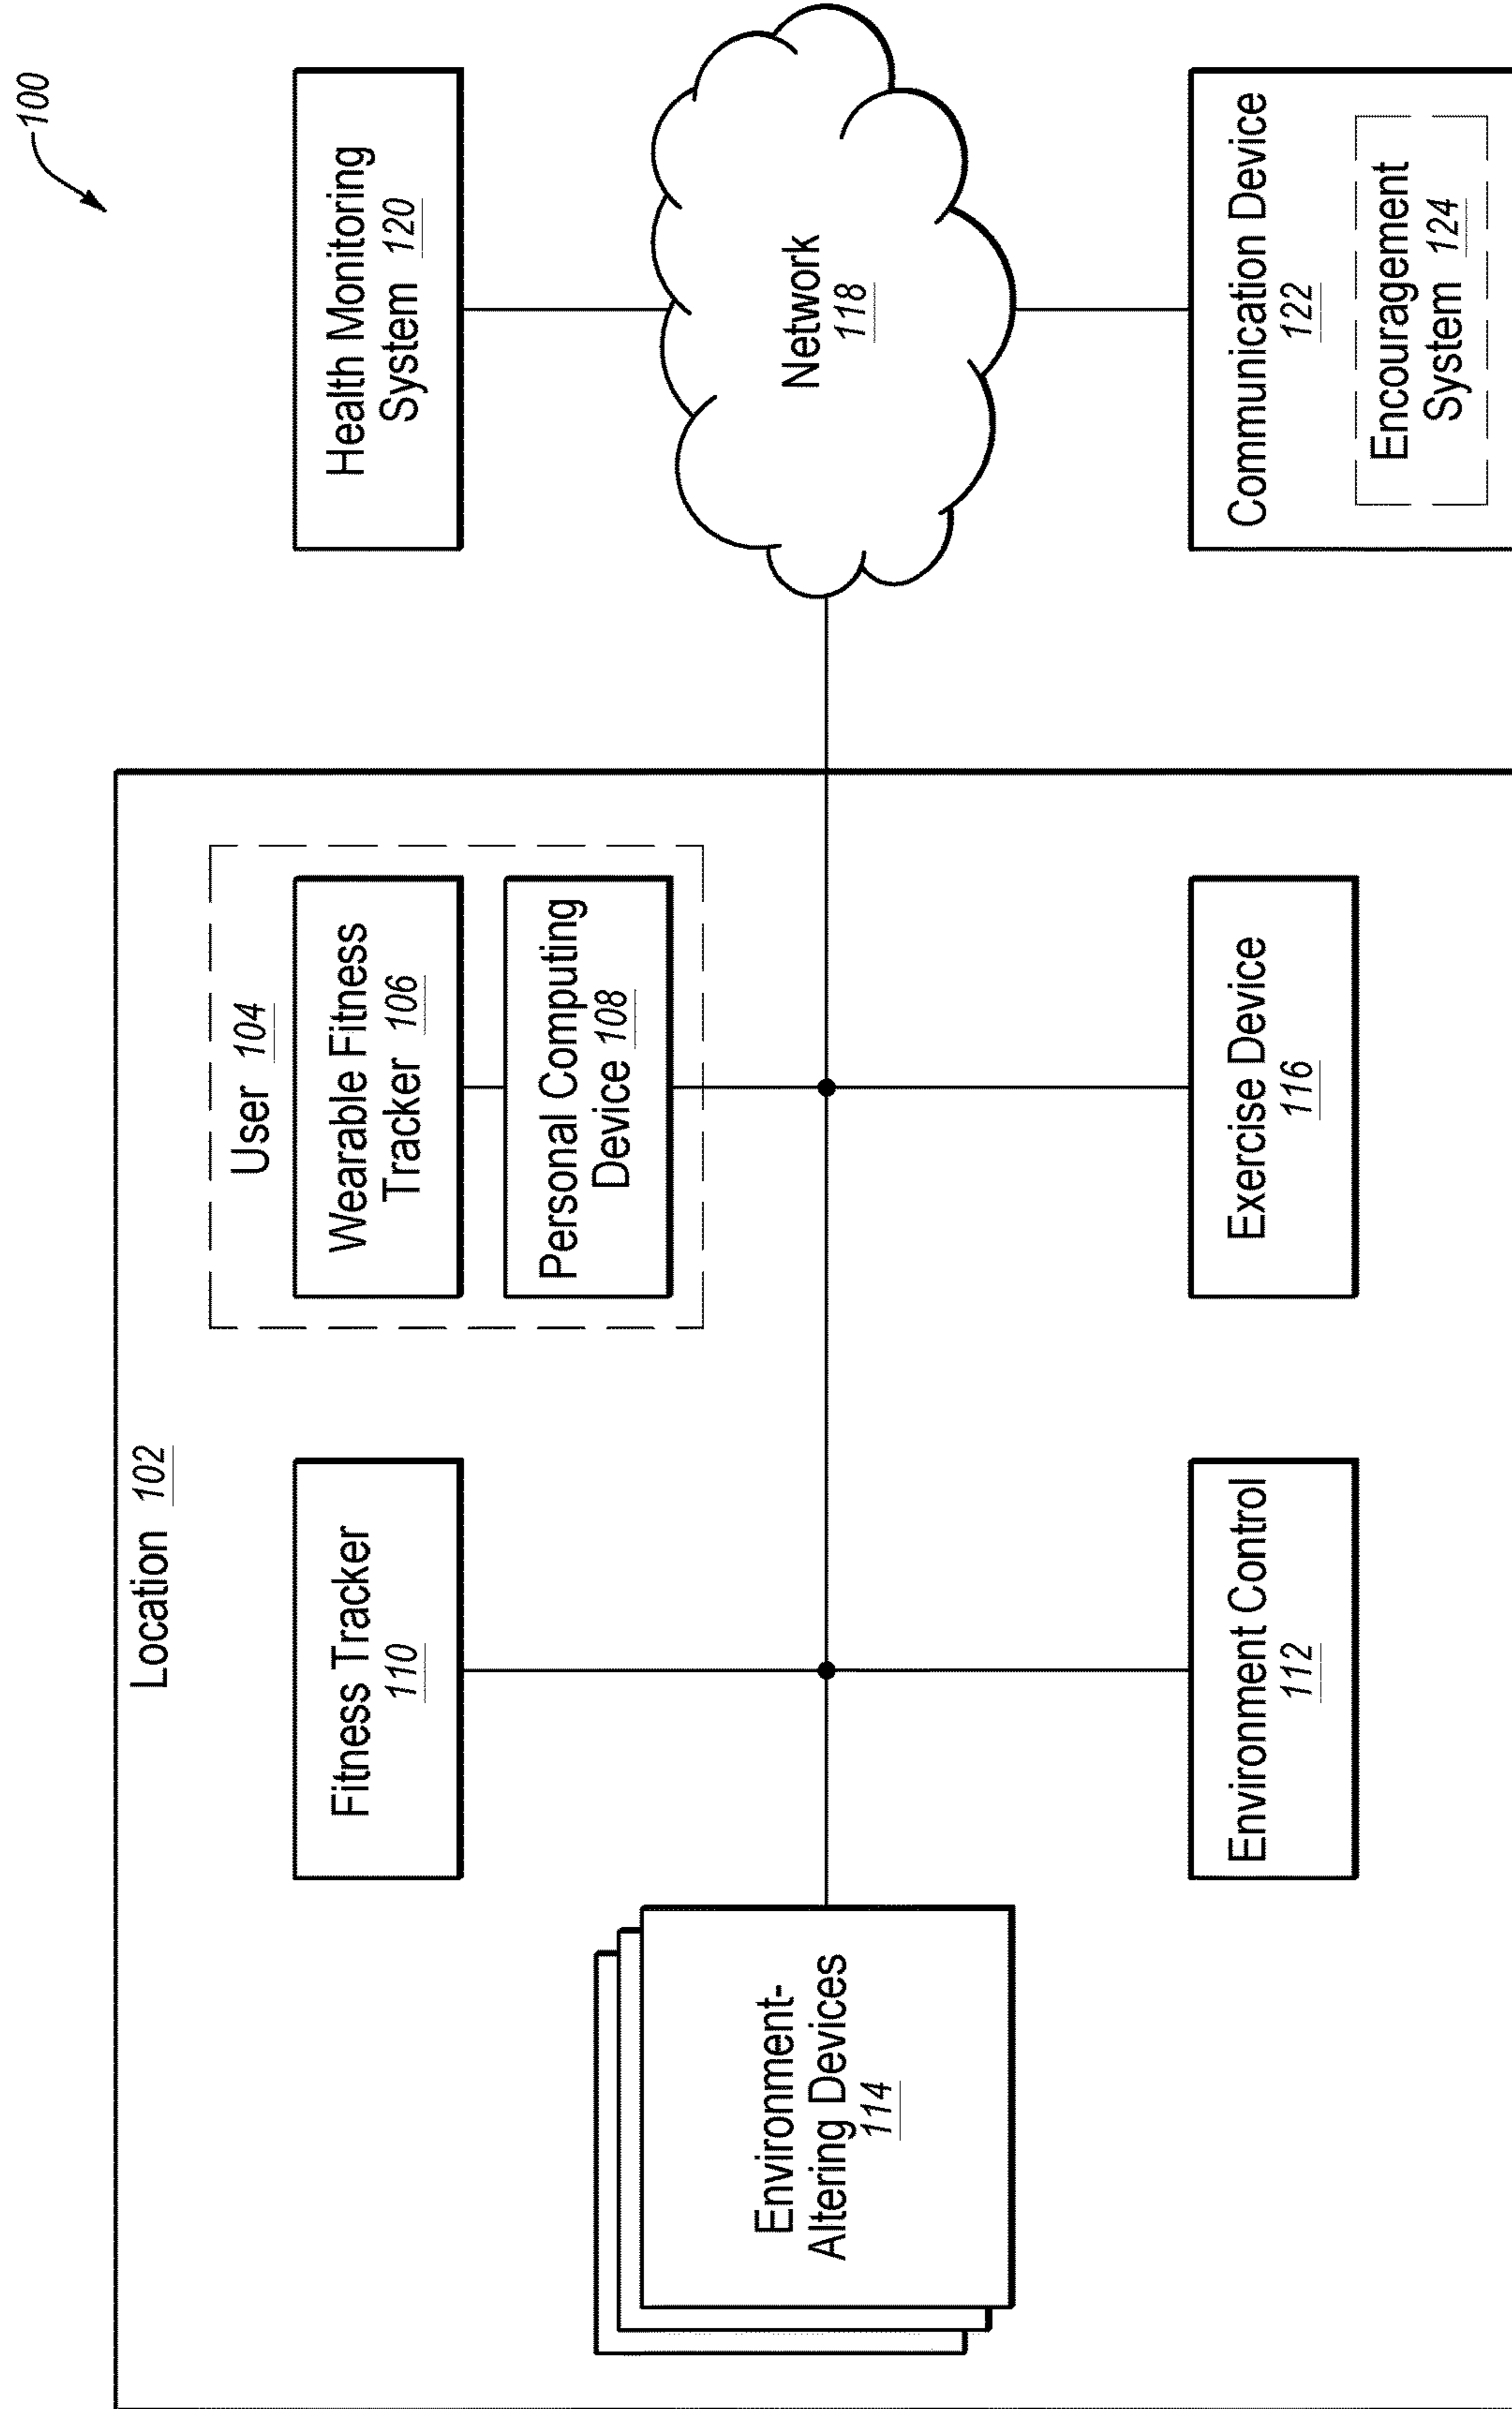 100
Location 102
Fitness Tracker
110
User 104
Wearable Fitness
Tracker 106
Personal Computing
Device 108
Health Monitoring
System 120
Environment-
Altering Devices
114
Network
118
Environment Control
112
Exercise Device
116
Communication Device
122
Encouragement
System 124